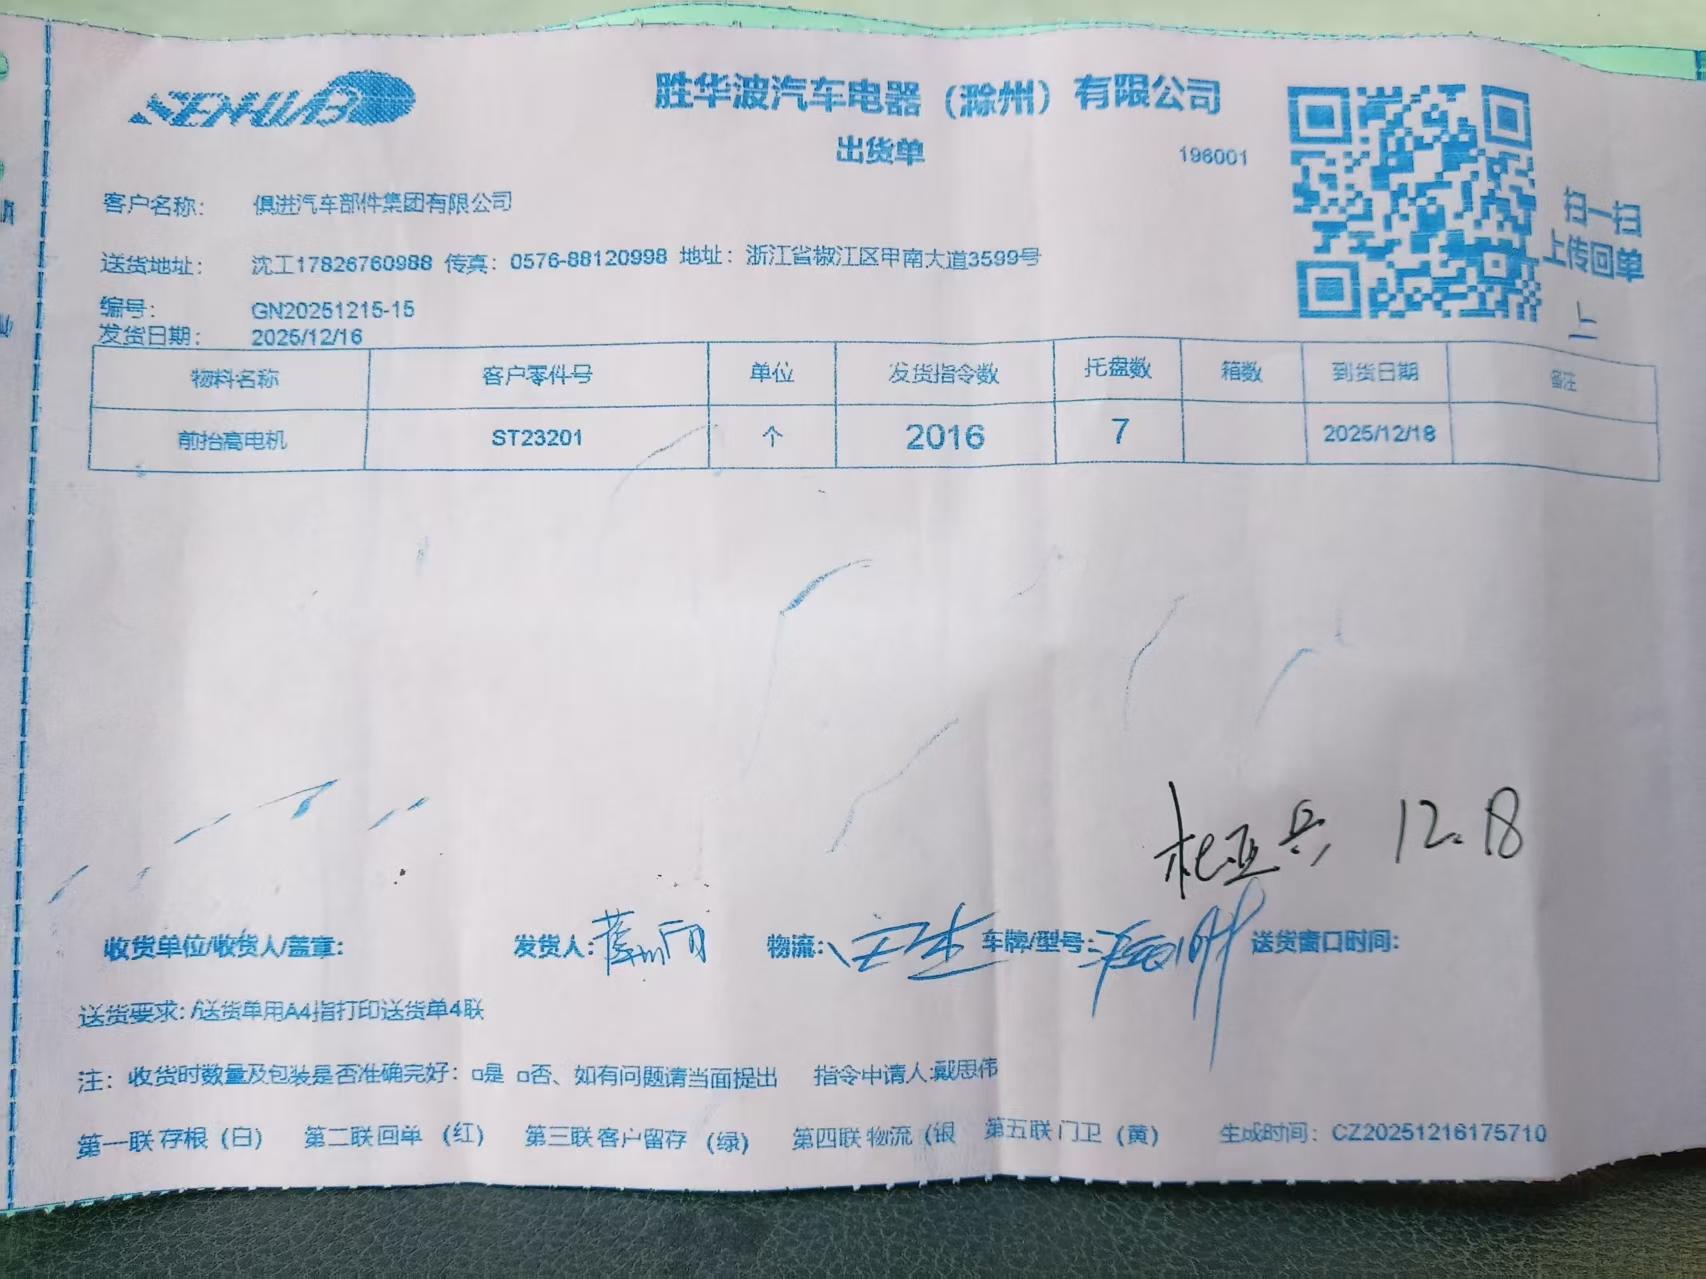 SENHWAB
胜华波汽车电器（滁州）有限公司
出货单
196001
扫一扫
上传回单
上
客户名称： 俱进汽车部件集团有限公司
送货地址： 沈工17826760988 传真：0576-88120998 地址：浙江省椒江区甲南大道3599号
编号： GN20251215-15
发货日期： 2025/12/16
物料名称 客户零件号 单位 发货指令数 托盘数 箱数 到货日期 备注
前抬高电机 ST23201 个 2016 7 2025/12/18
杜亚兵 12.18
收货单位/收货人/盖章： 发货人： 物流： 车牌/型号： 送货窗口时间：
送货要求：/送货单用A4指打印送货单4联
注：收货时数量及包装是否准确完好：□是 □否、如有问题请当面提出 指令申请人:戴思伟
第一联 存根（白） 第二联 回单 （红） 第三联 客户留存 （绿） 第四联 物流（银 第五联 门卫（黄） 生成时间：CZ20251216175710